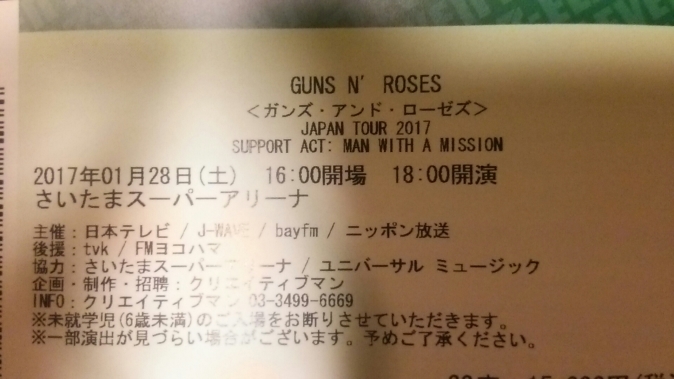 GUNS N' ROSES
＜ガンズ・アンド・ローゼズ＞
JAPAN TOUR 2017
SUPPORT ACT: MAN WITH A MISSION
2017年01月28日(土) 16:00開場 18:00開演
さいたまスーパーアリーナ
主催：日本テレビ / J-WAVE / bayfm / ニッポン放送
後援：tvk / FMヨコハマ
協力：さいたまスーパーアリーナ / ユニバーサル ミュージック
企画・制作・招聘：クリエイティブマン
INFO：クリエイティブマン 03-3499-6669
※未就学児(6歳未満)のご入場をお断りさせていただきます。
※一部演出が見づらい場合がございます。予めご了承ください。